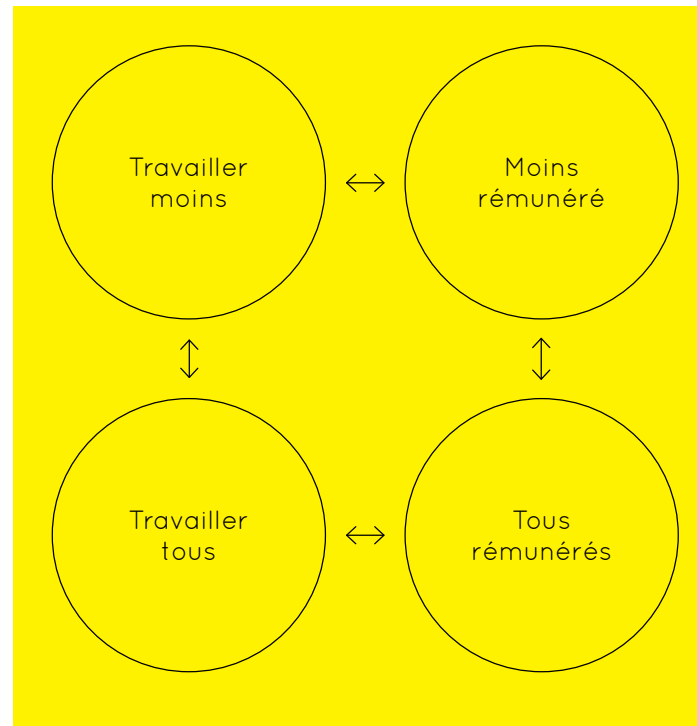 Travailler
moins
Moins
rémunéré
Travailler
tous
Tous
rémunérés